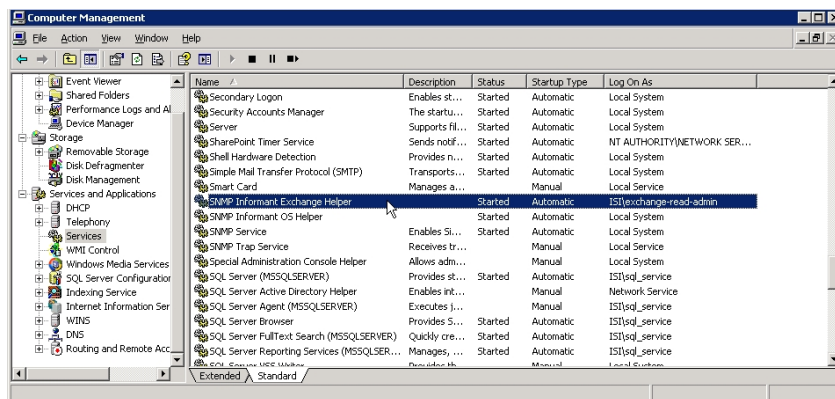 Computer Management
File Action View Window Help
Event Viewer
Shared Folders
Performance Logs and Al
Device Manager
Storage
Removable Storage
Disk Defragmenter
Disk Management
Services and Applications
DHCP
Telephony
Services
WMI Control
Windows Media Services
SQL Server Configuration
Indexing Service
Internet Information Ser
WINS
DNS
Routing and Remote Acc
Name Description Status Startup Type Log On As
Secondary Logon Enables st... Started Automatic Local System
Security Accounts Manager The startu... Started Automatic Local System
Server Supports fil... Started Automatic Local System
SharePoint Timer Service Sends notif... Started Automatic NT AUTHORITY\NETWORK SER...
Shell Hardware Detection Provides n... Started Automatic Local System
Simple Mail Transfer Protocol (SMTP) Transports... Started Automatic Local System
Smart Card Manages a... Manual Local Service
SNMP Informant Exchange Helper Started Automatic ISI\exchange-read-admin
SNMP Informant OS Helper Started Automatic Local System
SNMP Service Enables Si... Started Automatic Local System
SNMP Trap Service Receives tr... Manual Local Service
Special Administration Console Helper Allows adm... Manual Local System
SQL Server (MSSQLSERVER) Provides st... Started Automatic ISI\sql_service
SQL Server Active Directory Helper Enables int... Manual Network Service
SQL Server Agent (MSSQLSERVER) Executes j... Manual ISI\sql_service
SQL Server Browser Provides S... Started Automatic ISI\sql_service
SQL Server FullText Search (MSSQLSERVER) Quickly cre... Started Automatic ISI\sql_service
SQL Server Reporting Services (MSSQLSER... Manages, ... Started Automatic ISI\sql_service
SQL Server VSS Writer Provides th Manual Local System
Extended Standard